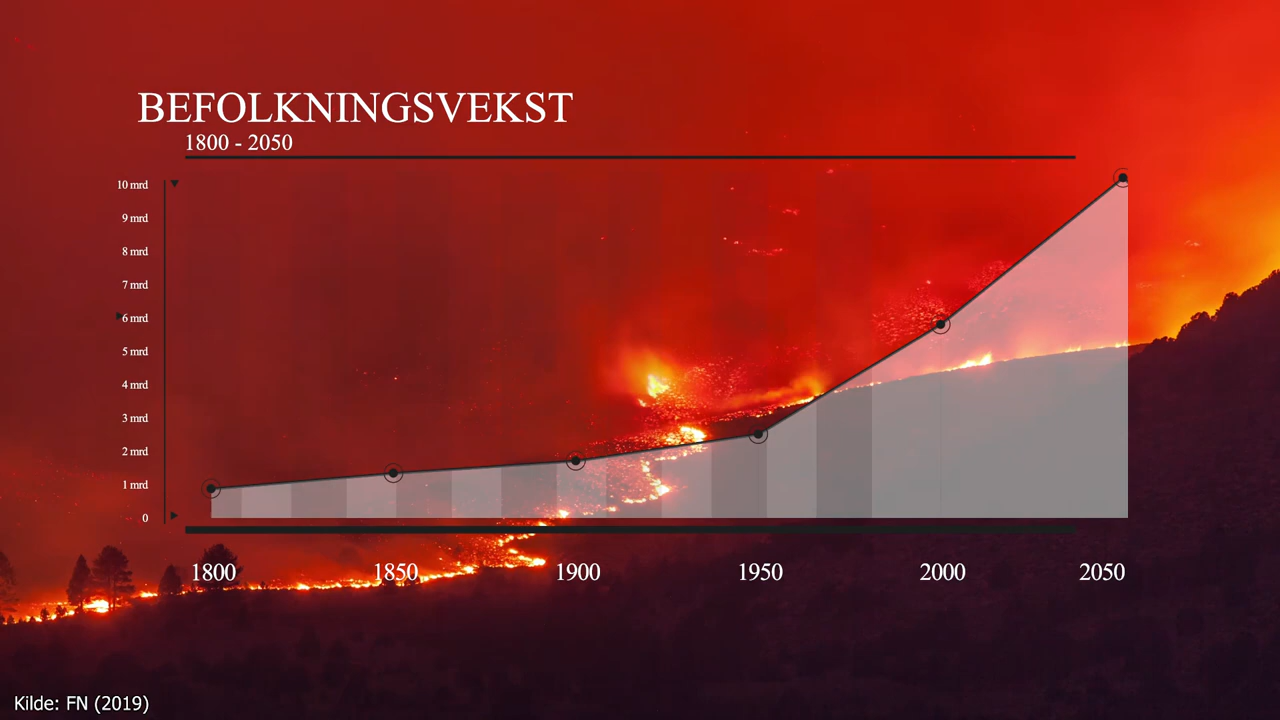 BEFOLKNINGSVEKST
1800 - 2050
10 mrd
9 mrd
8 mrd
7 mrd
6 mrd
5 mrd
4 mrd
3 mrd
2 mrd
1 mrd
0
1800 1850 1900 1950 2000 2050
Kilde: FN (2019)